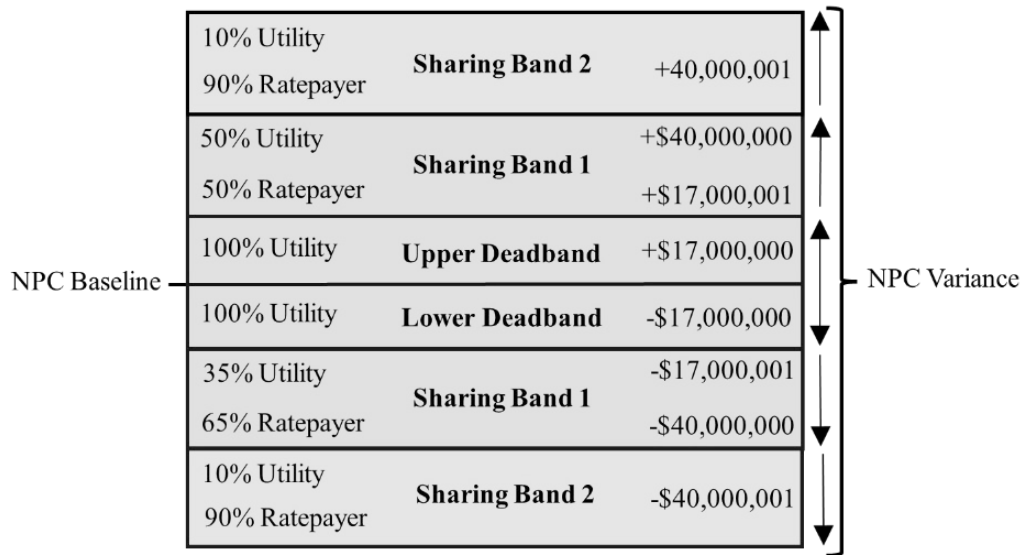 10% Utility
90% Ratepayer
Sharing Band 2
+40,000,001
50% Utility
50% Ratepayer
Sharing Band 1
+$40,000,000
+$17,000,001
100% Utility
Upper Deadband
+$17,000,000
NPC Baseline
NPC Variance
100% Utility
Lower Deadband
-$17,000,000
35% Utility
65% Ratepayer
Sharing Band 1
-$17,000,001
-$40,000,000
10% Utility
90% Ratepayer
Sharing Band 2
-$40,000,001